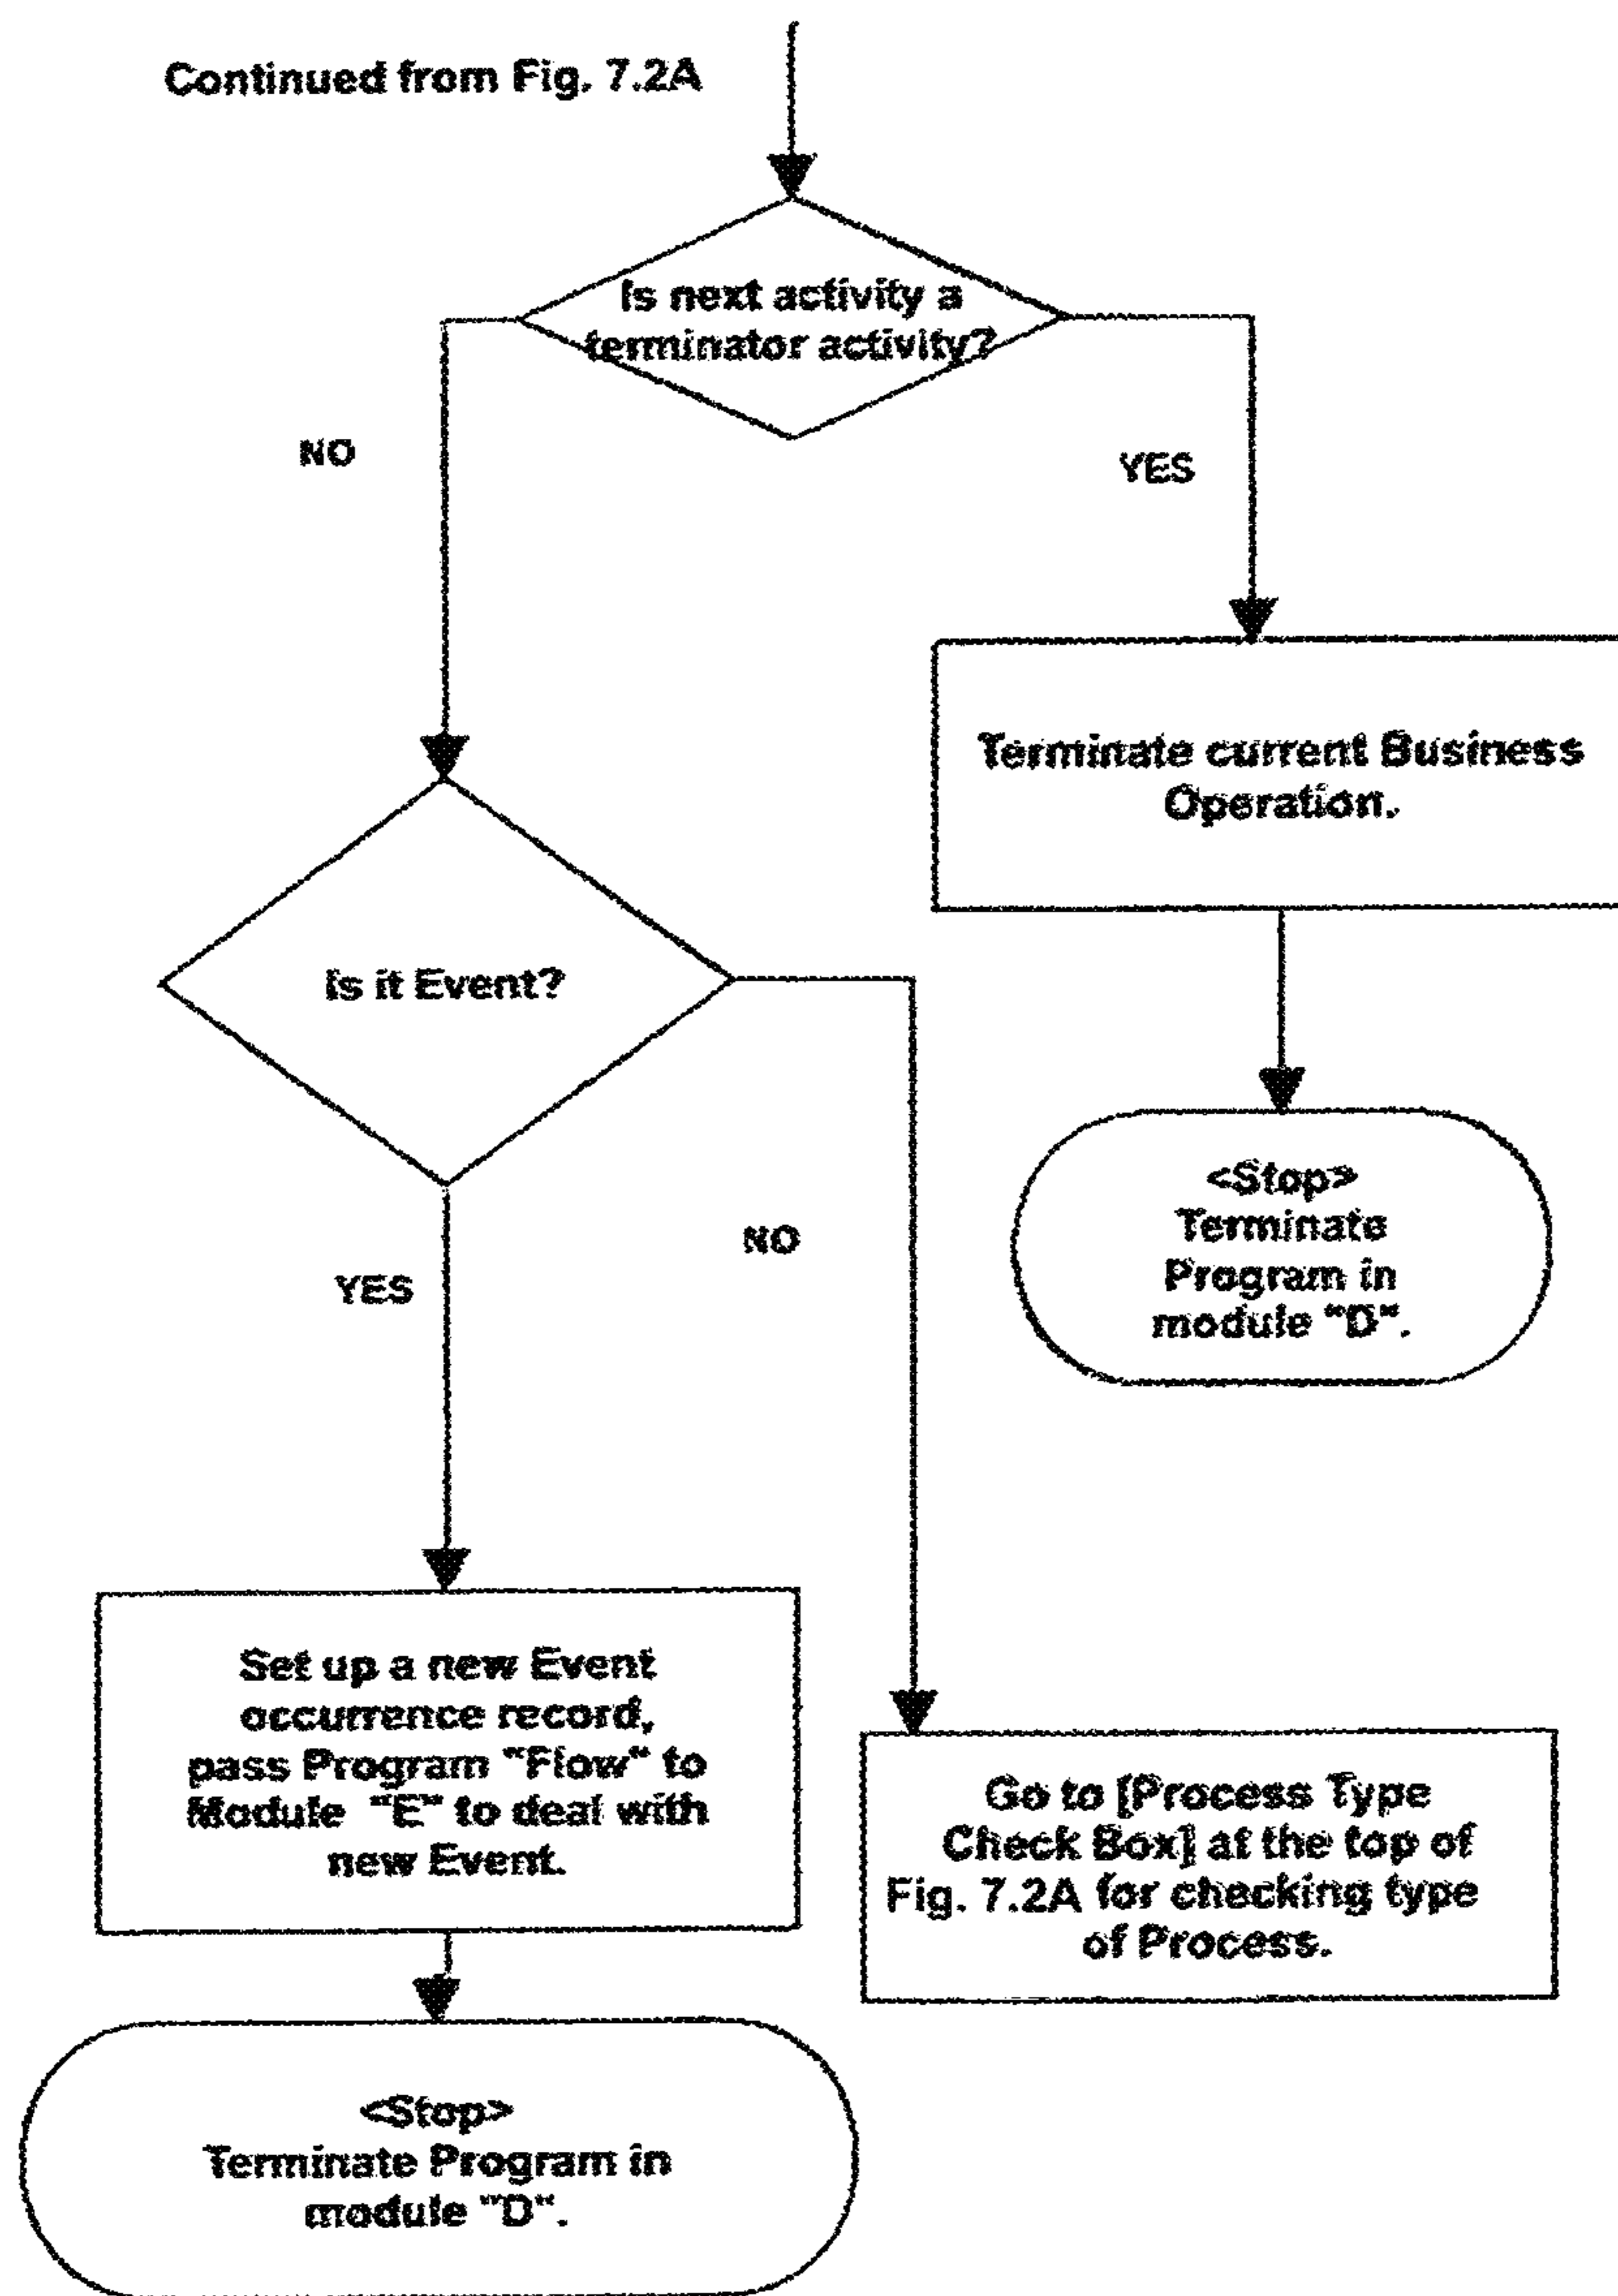 Continued from Fig. 7.2A
Is next activity a
terminator activity?
NO
YES
Terminate current Business
Operation.
Is it Event?
<Stop>
Terminate
Program in
module "D".
NO
YES
Set up a new Event
occurrence record,
pass Program "Flow" to
Module "E" to deal with
new Event.
Go to [Process Type
Check Box] at the top of
Fig. 7.2A for checking type
of Process.
<Stop>
Terminate Program in
module "D".